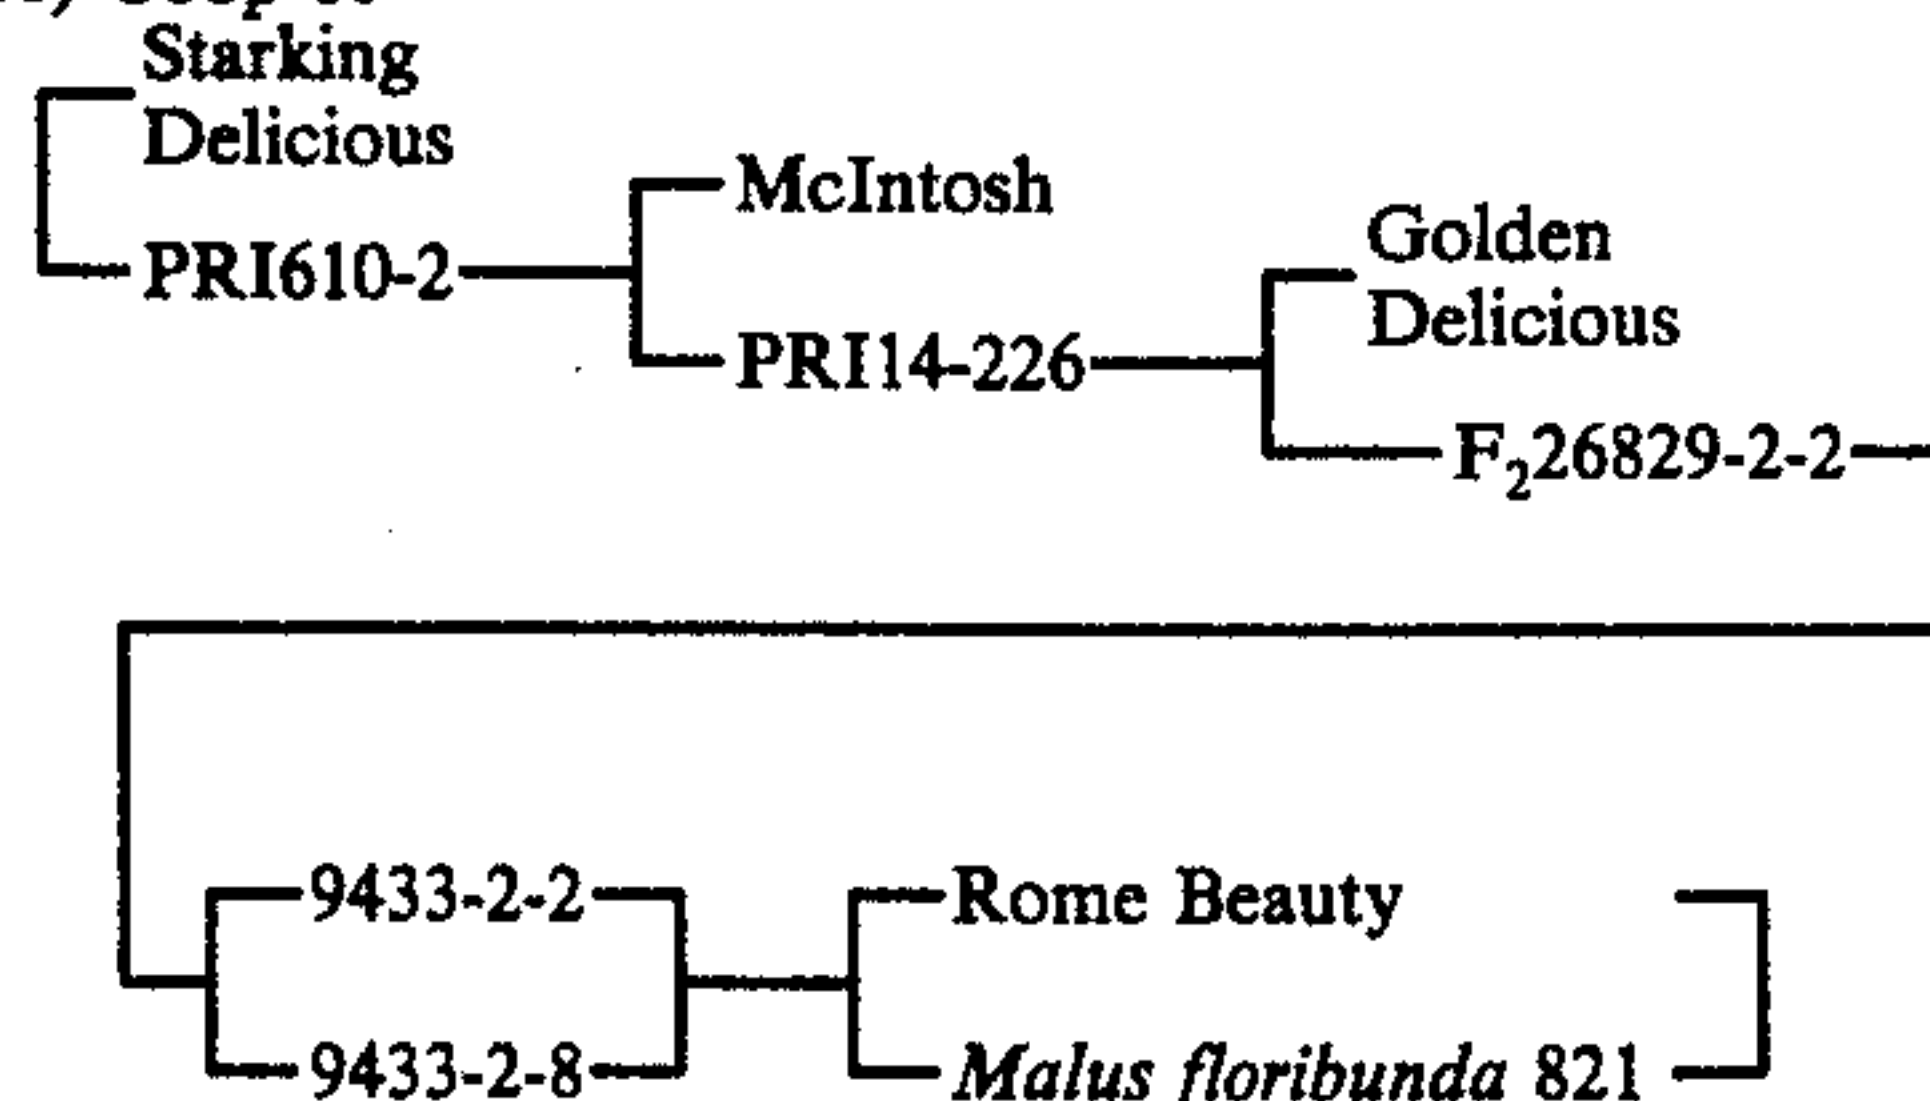 Starking
Delicious
McIntosh
PRI610-2
Golden
Delicious
PRI14-226
F₂26829-2-2
9433-2-2
Rome Beauty
9433-2-8
Malus floribunda 821